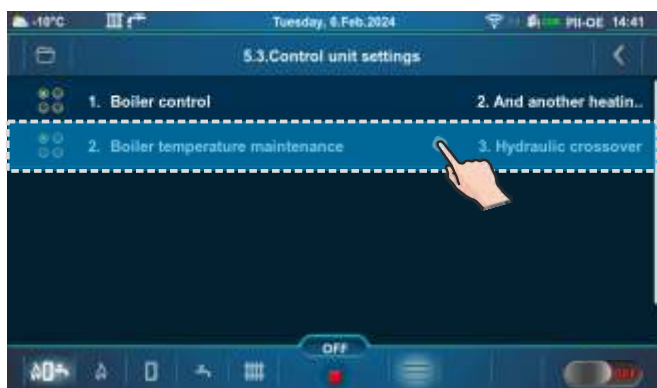 -10°C Tuesday, 6.Feb.2024 PII-OE 14:41
5.3.Control unit settings
1. Boiler control 2. And another heatin..
2. Boiler temperature maintenance 3. Hydraulic crossover
OFF
OFF